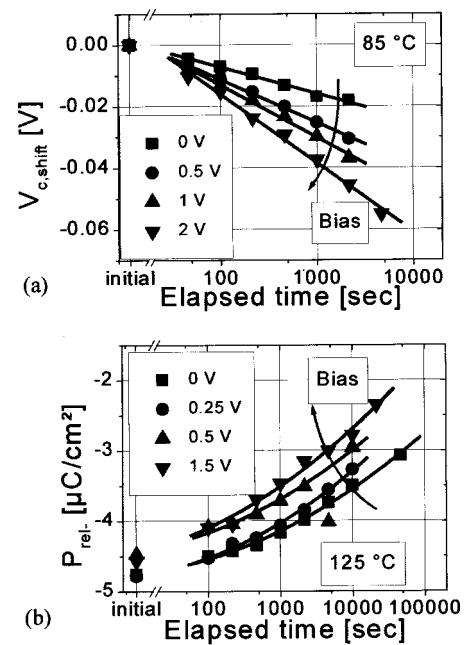 0.00
-0.02
-0.04
-0.06
V c,shift [V]
85 °C
0 V
0.5 V
1 V
2 V
Bias
(a)
initial
100
1000
10000
Elapsed time [sec]
-2
-3
-4
-5
P rel- [µC/cm²]
0 V
0.25 V
0.5 V
1.5 V
Bias
125 °C
(b)
initial
100
1000
10000
100000
Elapsed time [sec]